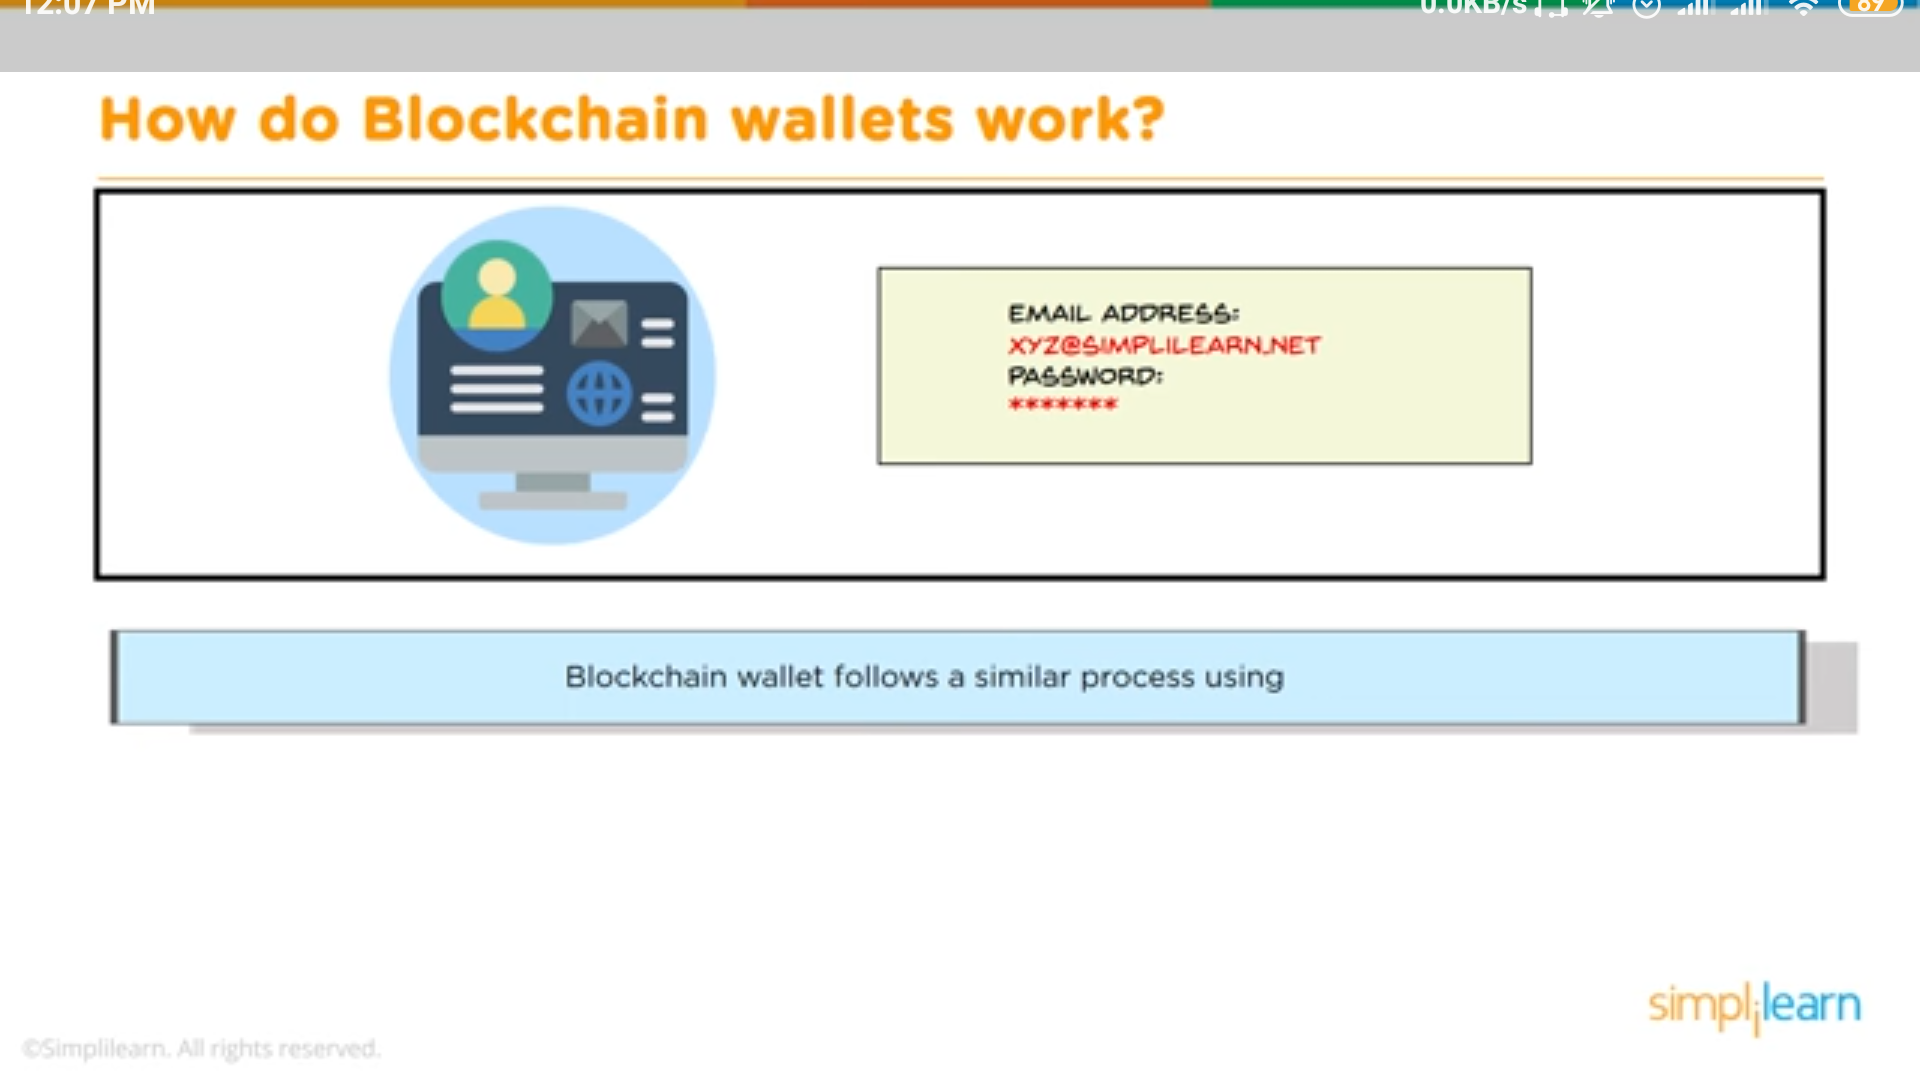 12:07 PM
0.0KB/s
89
How do Blockchain wallets work?
EMAIL ADDRESS:
XYZ@SIMPLILEARN.NET
PASSWORD:
*******
Blockchain wallet follows a similar process using
simplilearn
©Simplilearn. All rights reserved.